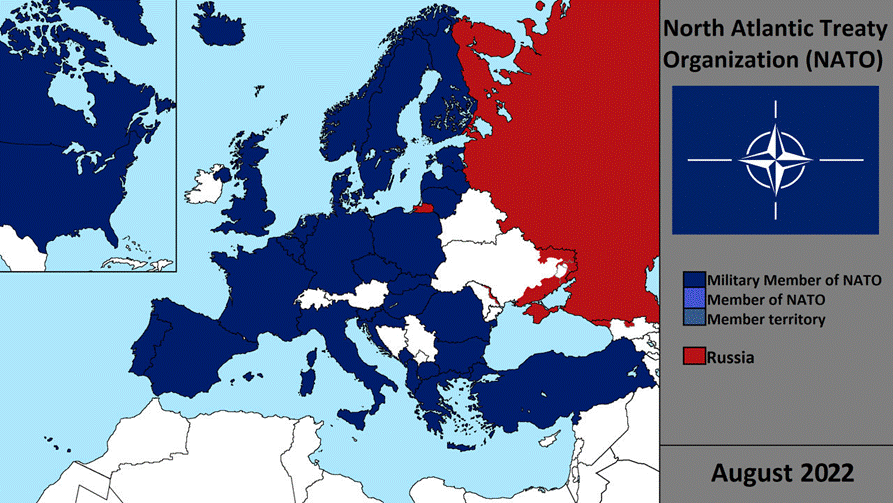 North Atlantic Treaty
Organization (NATO)
Military Member of NATO
Member of NATO
Member territory
Russia
August 2022